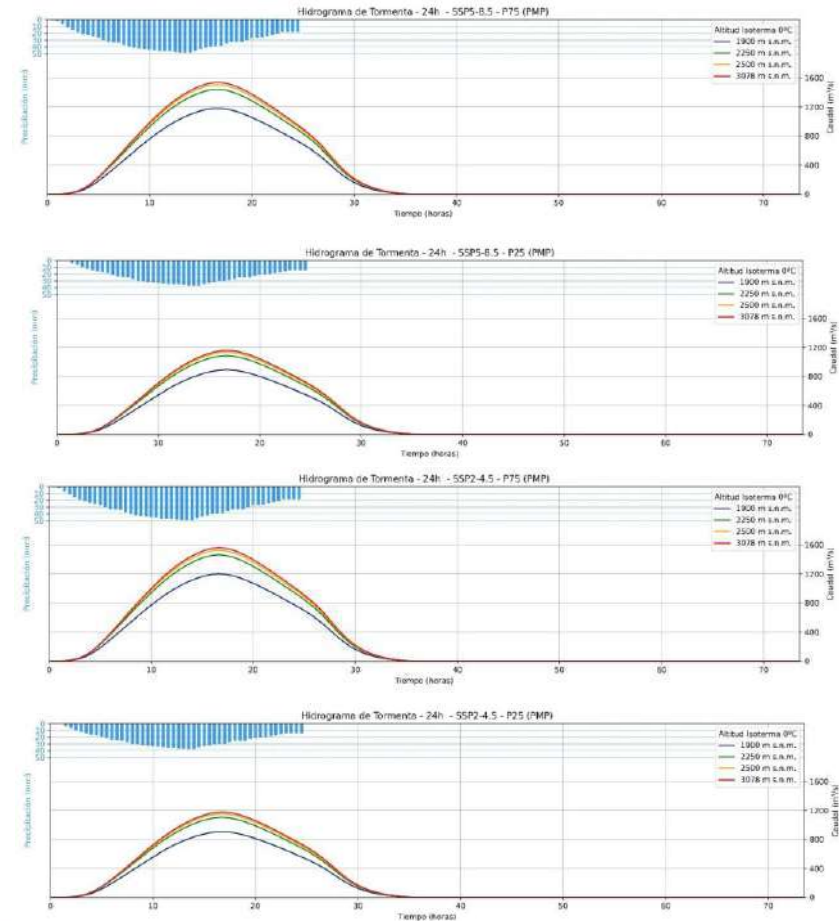 Hidrograma de Tormenta - 24h - SSP5-8.5 - P75 (PMP)
Precipitación (mm)
Altitud Isoterma 0ºC
1900 m s.n.m.
2250 m s.n.m.
2500 m s.n.m.
3078 m s.n.m.
1600
1200
800
400
0
Caudal (m³/s)
0 10 20 30 40 50 60 70
Tiempo (horas)
Hidrograma de Tormenta - 24h - SSP5-8.5 - P25 (PMP)
0
Precipitación (mm)
Altitud Isoterma 0ºC
1900 m s.n.m.
2250 m s.n.m.
2500 m s.n.m.
3078 m s.n.m.
1600
1200
800
400
0
Caudal (m³/s)
0 10 20 30 40 50 60 70
Tiempo (horas)
Hidrograma de Tormenta - 24h - SSP2-4.5 - P75 (PMP)
0
Precipitación (mm)
Altitud Isoterma 0ºC
1900 m s.n.m.
2250 m s.n.m.
2500 m s.n.m.
3078 m s.n.m.
1600
1200
800
400
0
Caudal (m³/s)
0 10 20 30 40 50 60 70
Tiempo (horas)
Hidrograma de Tormenta - 24h - SSP2-4.5 - P25 (PMP)
0
Precipitación (mm)
Altitud Isoterma 0ºC
1900 m s.n.m.
2250 m s.n.m.
2500 m s.n.m.
3078 m s.n.m.
1600
1200
800
400
0
Caudal (m³/s)
0 10 20 30 40 50 60 70
Tiempo (horas)